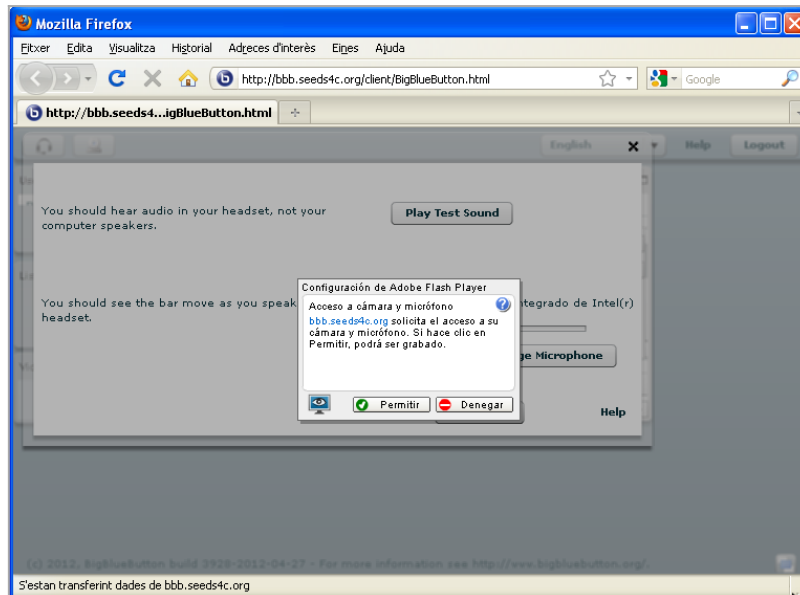 Mozilla Firefox
Fitxer Edita Visualitza Historial Adreces d'interès Eines Ajuda
http://bbb.seeds4c.org/client/BigBlueButton.html
Google
http://bbb.seeds4...igBlueButton.html
English Help Logout
You should hear audio in your headset, not your
computer speakers.
Play Test Sound
Configuración de Adobe Flash Player
Acceso a cámara y micrófono
bbb.seeds4c.org solicita el acceso a su
cámara y micrófono. Si hace clic en
Permitir, podrá ser grabado.
Permitir Denegar
You should see the bar move as you speak
headset.
tegrado de Intel(r)
ge Microphone
Help
(c) 2012, BigBlueButton build 3928-2012-04-27 - For more information see http://www.bigbluebutton.org/.
S'estan transferint dades de bbb.seeds4c.org